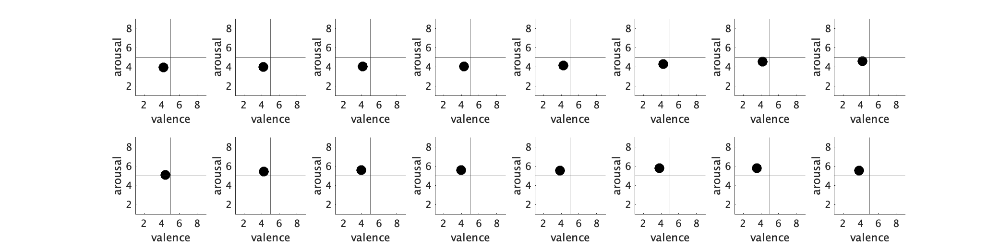 8 8 8 8 8 8 8 8
6 6 6 6 6 6 6 6
arousal arousal arousal arousal arousal arousal arousal arousal
4 4 4 4 4 4 4 4
2 2 2 2 2 2 2 2
2 4 6 8 2 4 6 8 2 4 6 8 2 4 6 8 2 4 6 8 2 4 6 8 2 4 6 8 2 4 6 8
valence valence valence valence valence valence valence valence
8 8 8 8 8 8 8 8
6 6 6 6 6 6 6 6
arousal arousal arousal arousal arousal arousal arousal arousal
4 4 4 4 4 4 4 4
2 2 2 2 2 2 2 2
2 4 6 8 2 4 6 8 2 4 6 8 2 4 6 8 2 4 6 8 2 4 6 8 2 4 6 8 2 4 6 8
valence valence valence valence valence valence valence valence